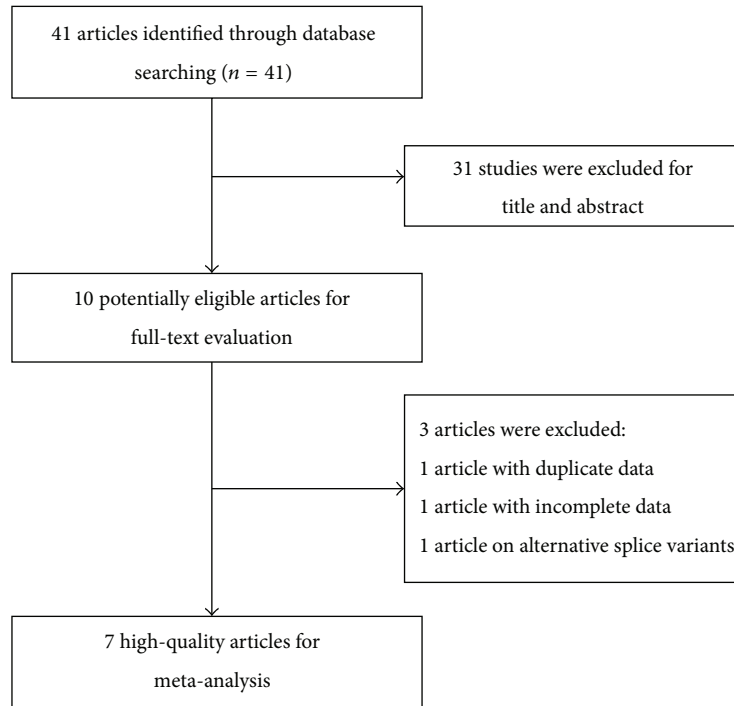 41 articles identified through database
searching (n = 41)
31 studies were excluded for
title and abstract
10 potentially eligible articles for
full-text evaluation
3 articles were excluded:
1 article with duplicate data
1 article with incomplete data
1 article on alternative splice variants
7 high-quality articles for
meta-analysis